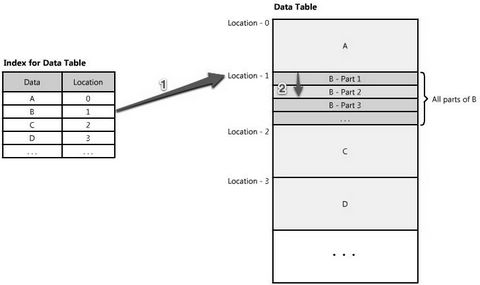 Data Table
Location - 0
A
Index for Data Table
Data Location
A 0
B 1
C 2
D 3
. . . . . .
1
Location - 1
B - Part 1
2
B - Part 2
B - Part 3
. . .
All parts of B
Location - 2
C
Location - 3
D
. . .